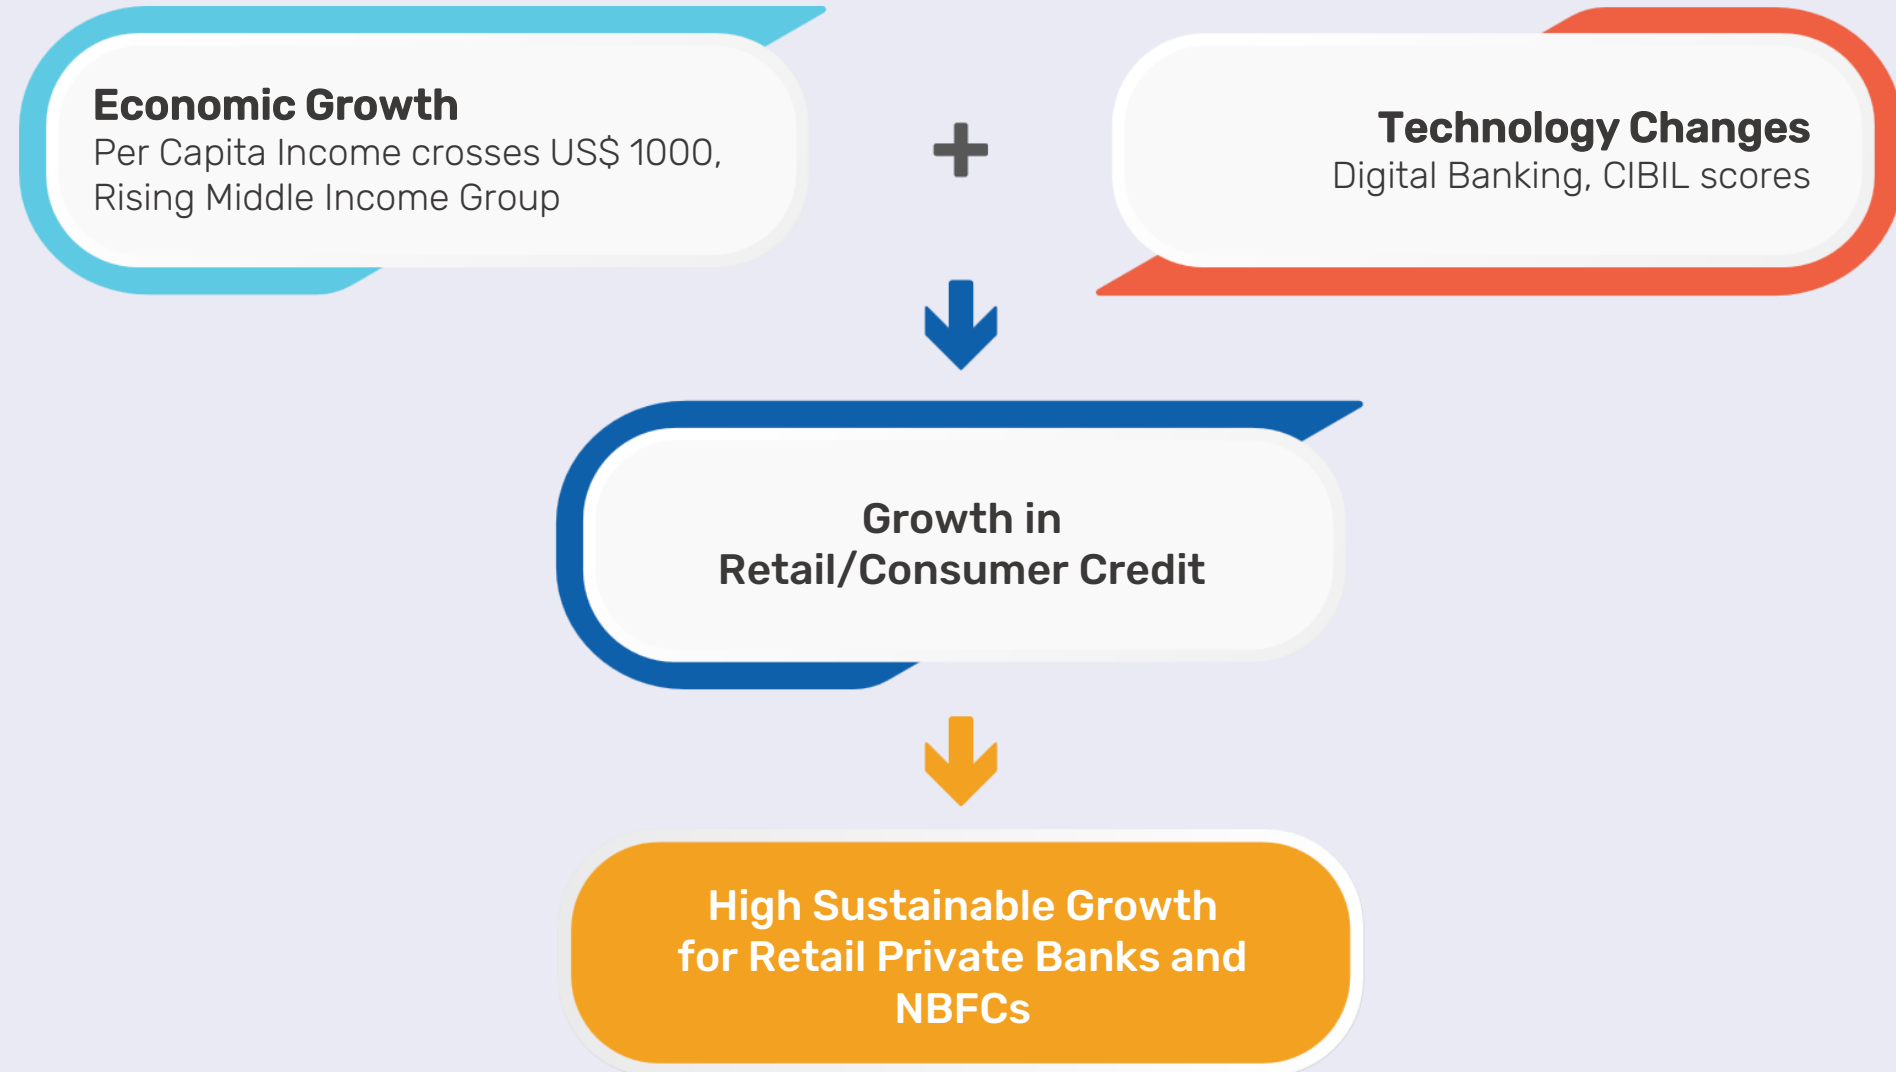 Economic Growth
Per Capita Income crosses US$ 1000,
Rising Middle Income Group
+
Technology Changes
Digital Banking, CIBIL scores
Growth in
Retail/Consumer Credit
High Sustainable Growth
for Retail Private Banks and
NBFCs